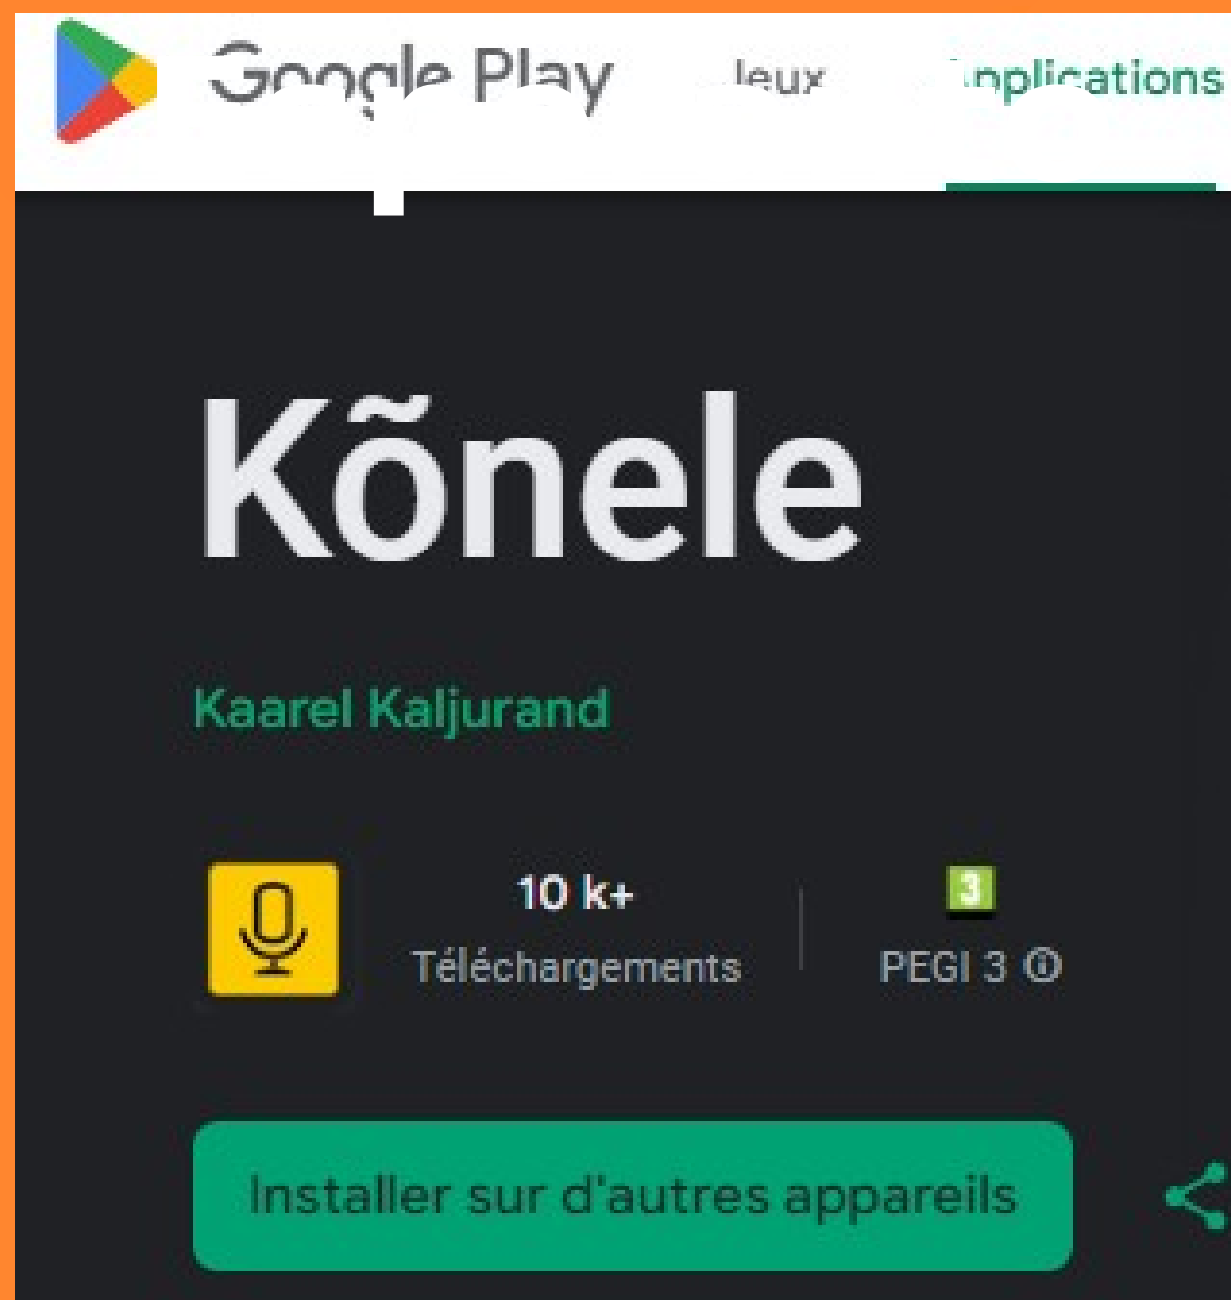 Google Play Jeux Applications
Kõnele
Kaarel Kaljurand
10 k+
3
Téléchargements
PEGI 3
Installer sur d'autres appareils